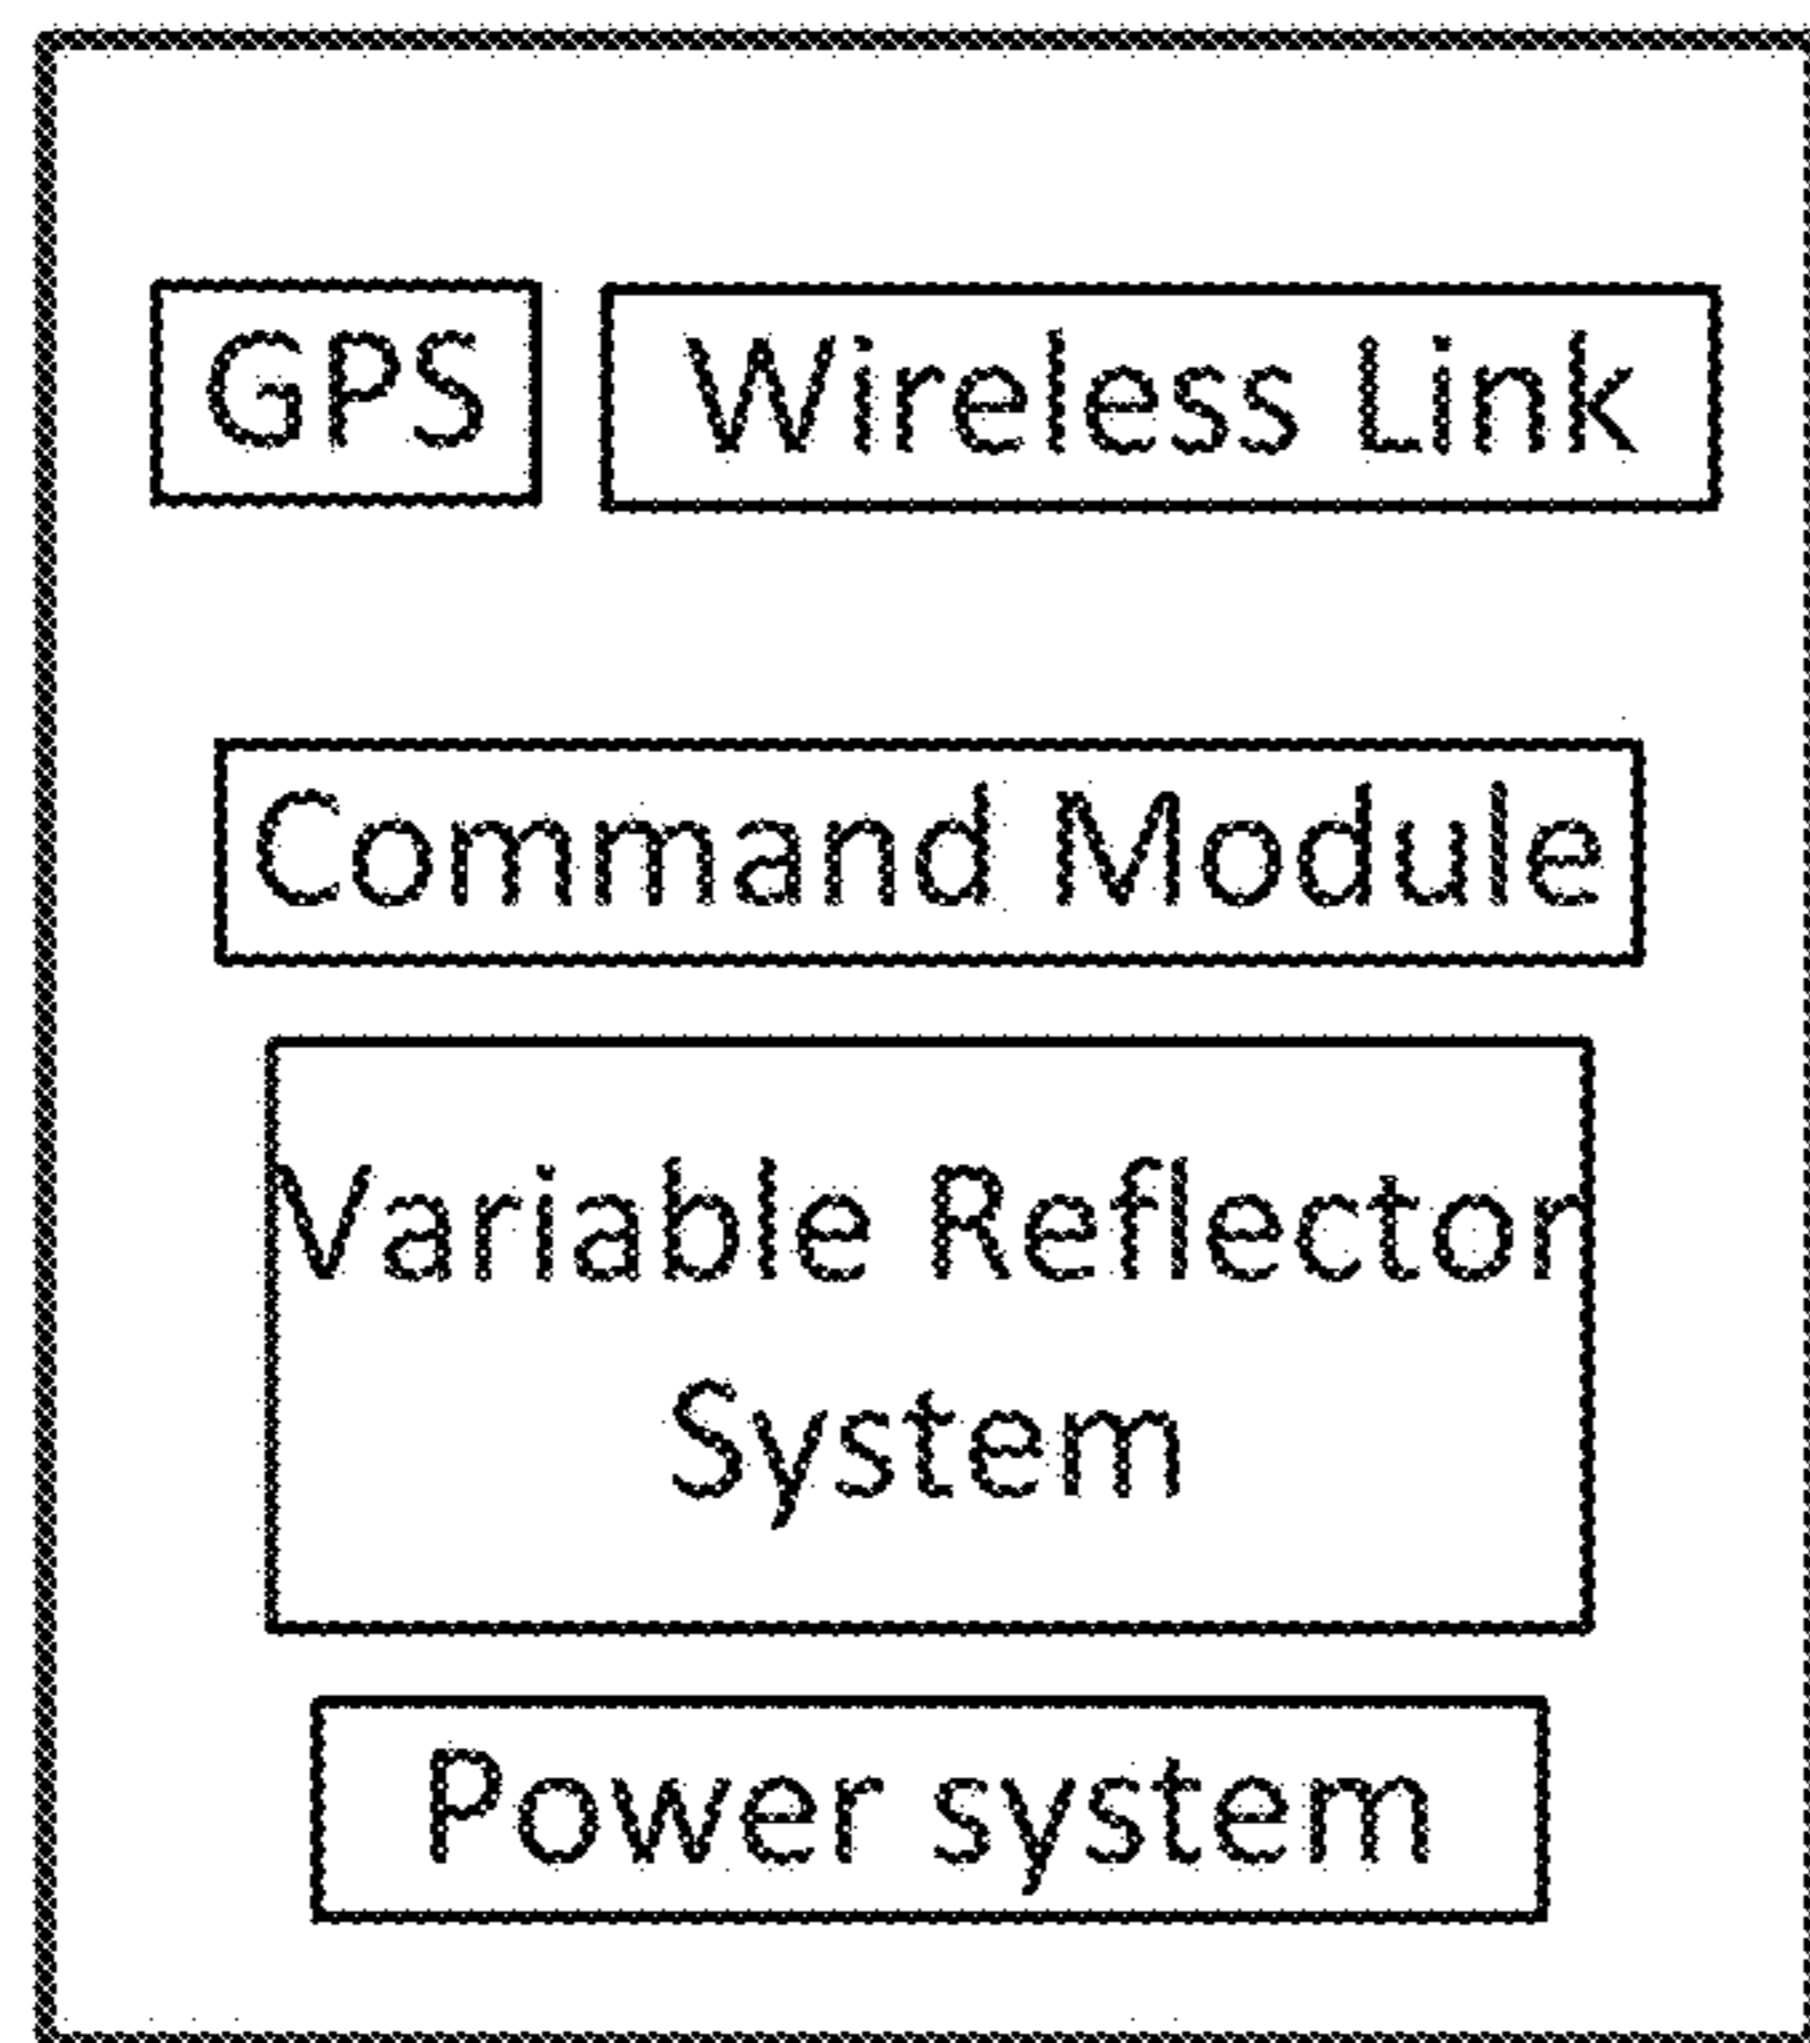 GPS Wireless Link
Command Module
Variable Reflector
System
Power system